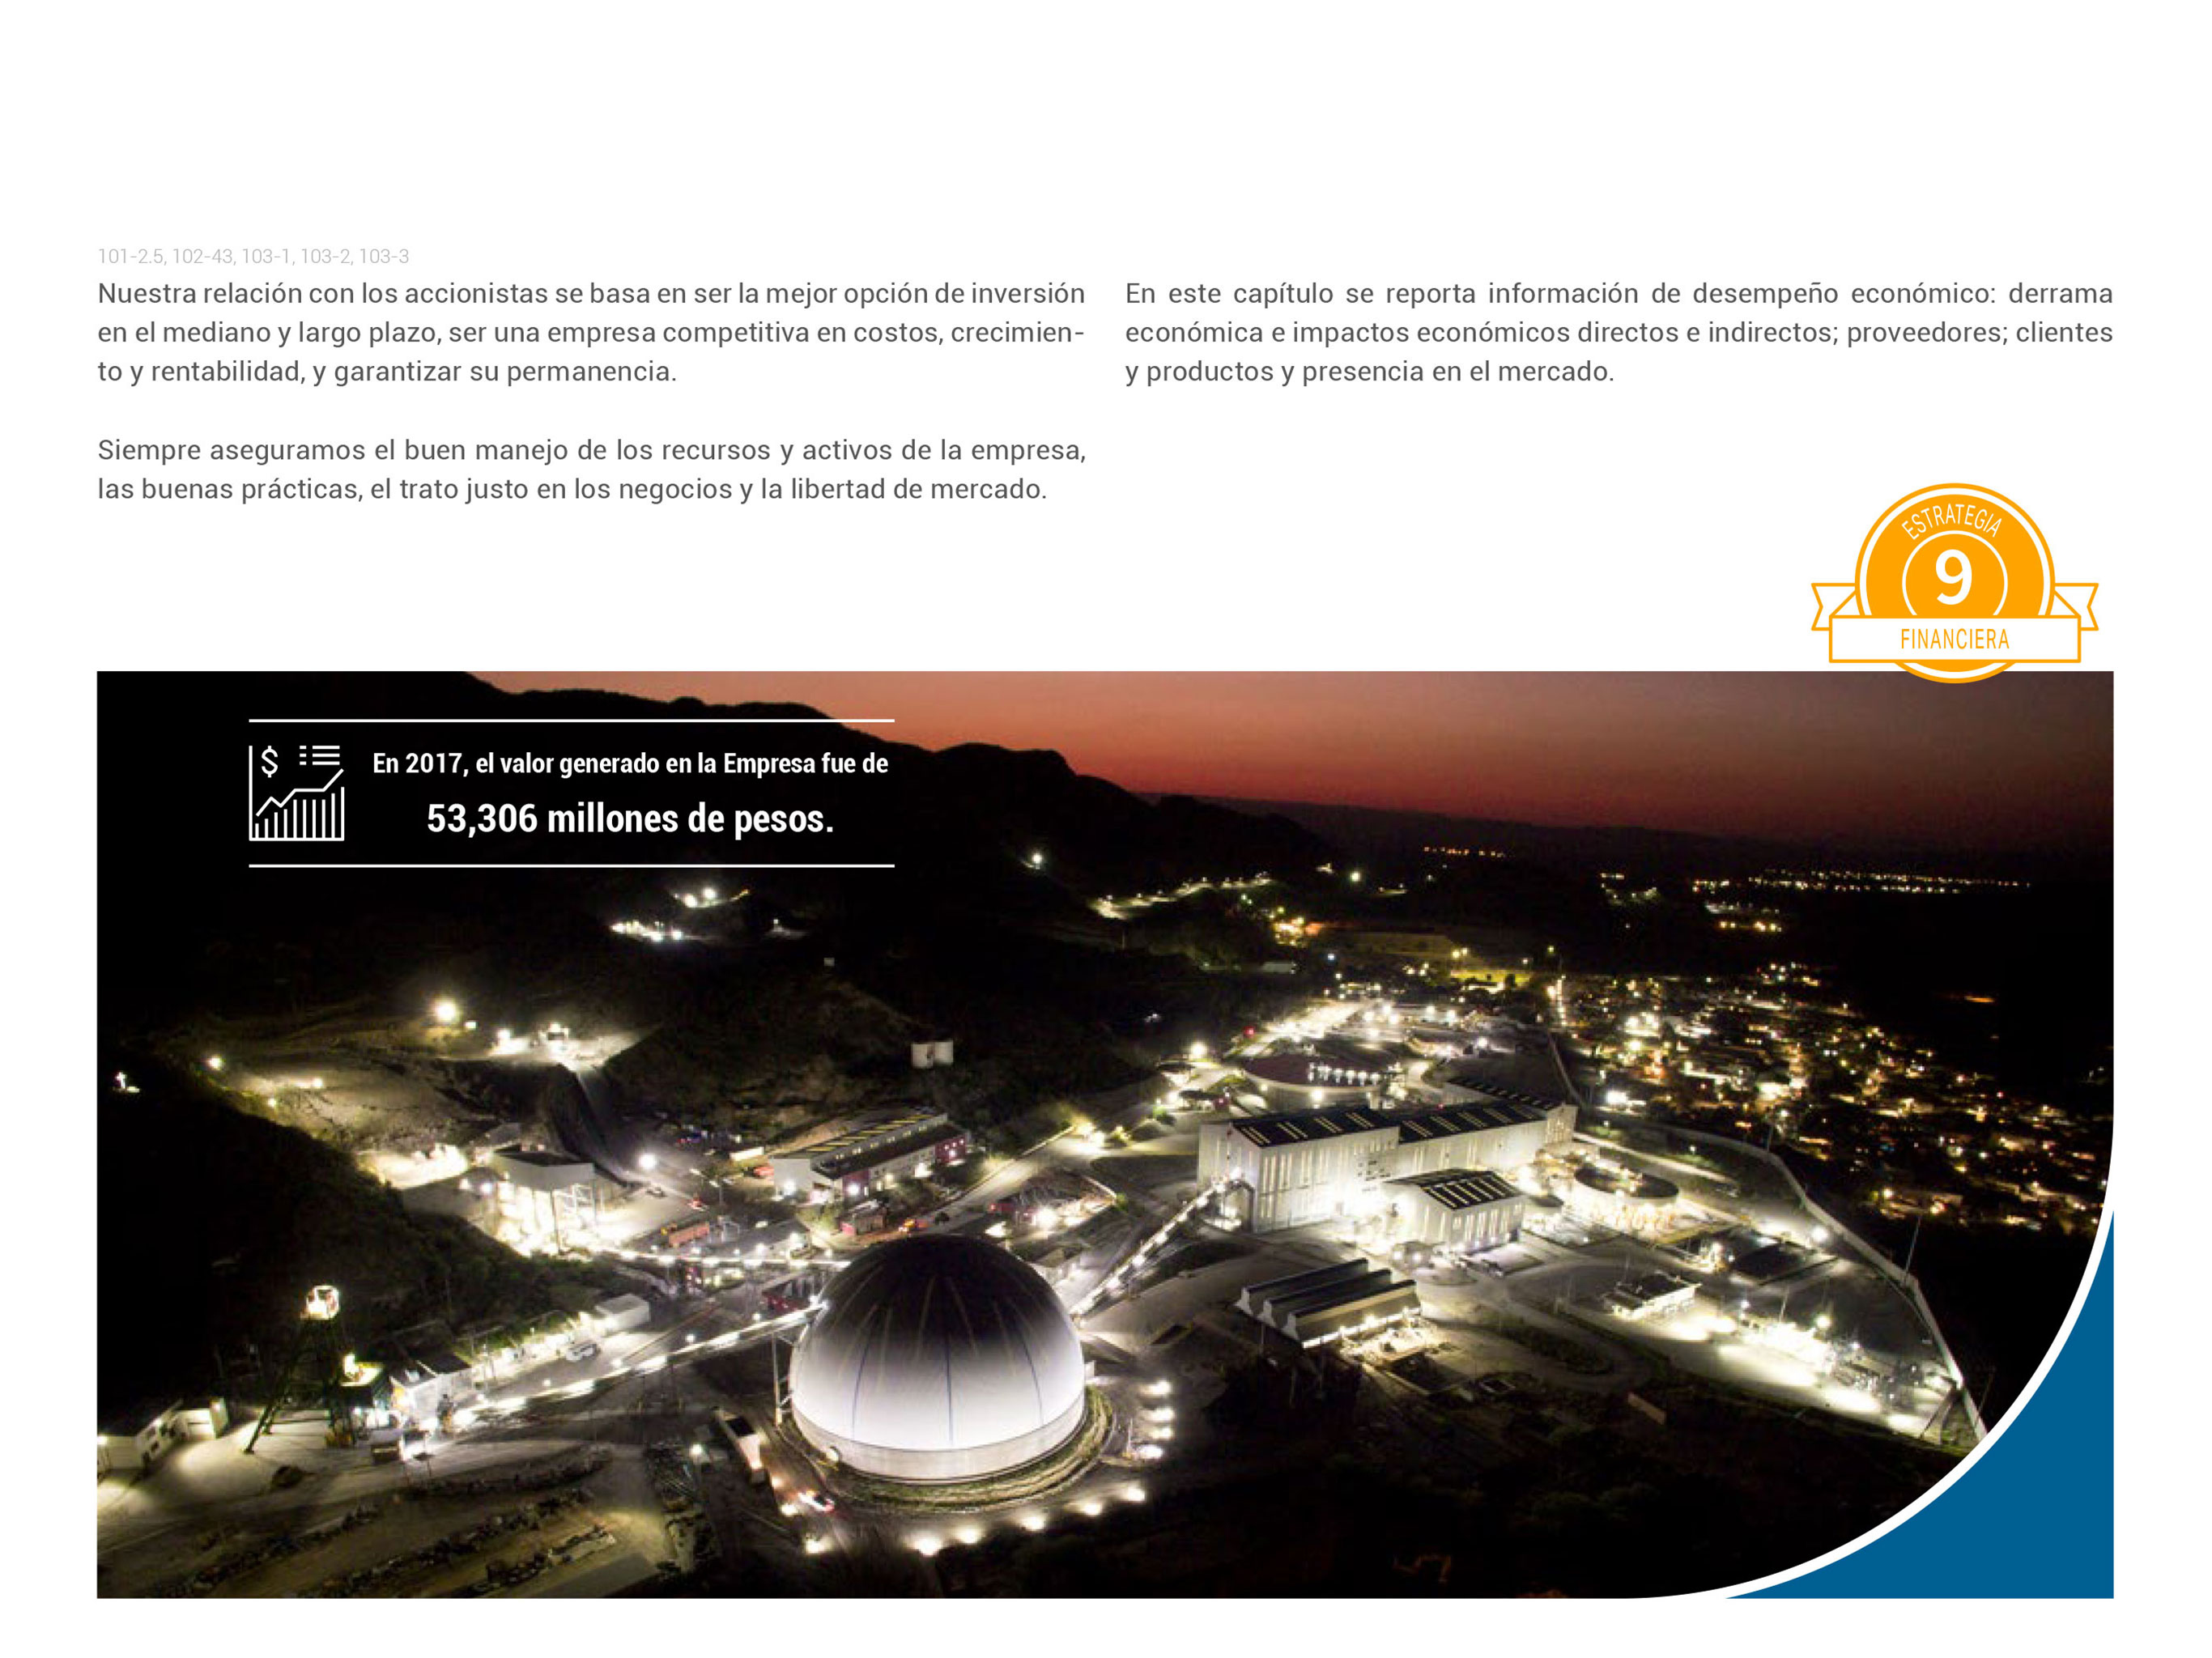 101-2.5, 102-43, 103-1, 103-2, 103-3
Nuestra relación con los accionistas se basa en ser la mejor opción de inversión
en el mediano y largo plazo, ser una empresa competitiva en costos, crecimien-
to y rentabilidad, y garantizar su permanencia.
Siempre aseguramos el buen manejo de los recursos y activos de la empresa,
las buenas prácticas, el trato justo en los negocios y la libertad de mercado.
En este capítulo se reporta información de desempeño económico: derrama
económica e impactos económicos directos e indirectos; proveedores; clientes
y productos y presencia en el mercado.
ESTRATEGIA
9
FINANCIERA
$
En 2017, el valor generado en la Empresa fue de
53,306 millones de pesos.